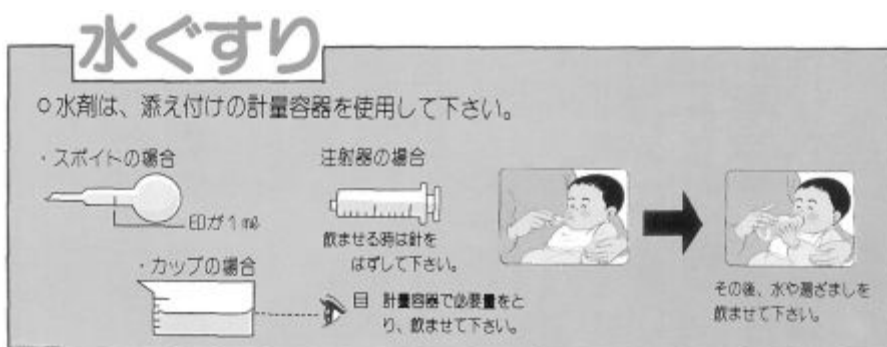 水ぐすり
○水剤は、添え付けの計量容器を使用して下さい。
・スポイトの場合
印が1㎖
注射器の場合
飲ませる時は針を
はずして下さい。
・カップの場合
目 計量容器で必要量をと
り、飲ませて下さい。
その後、水や湯ざましを
飲ませて下さい。